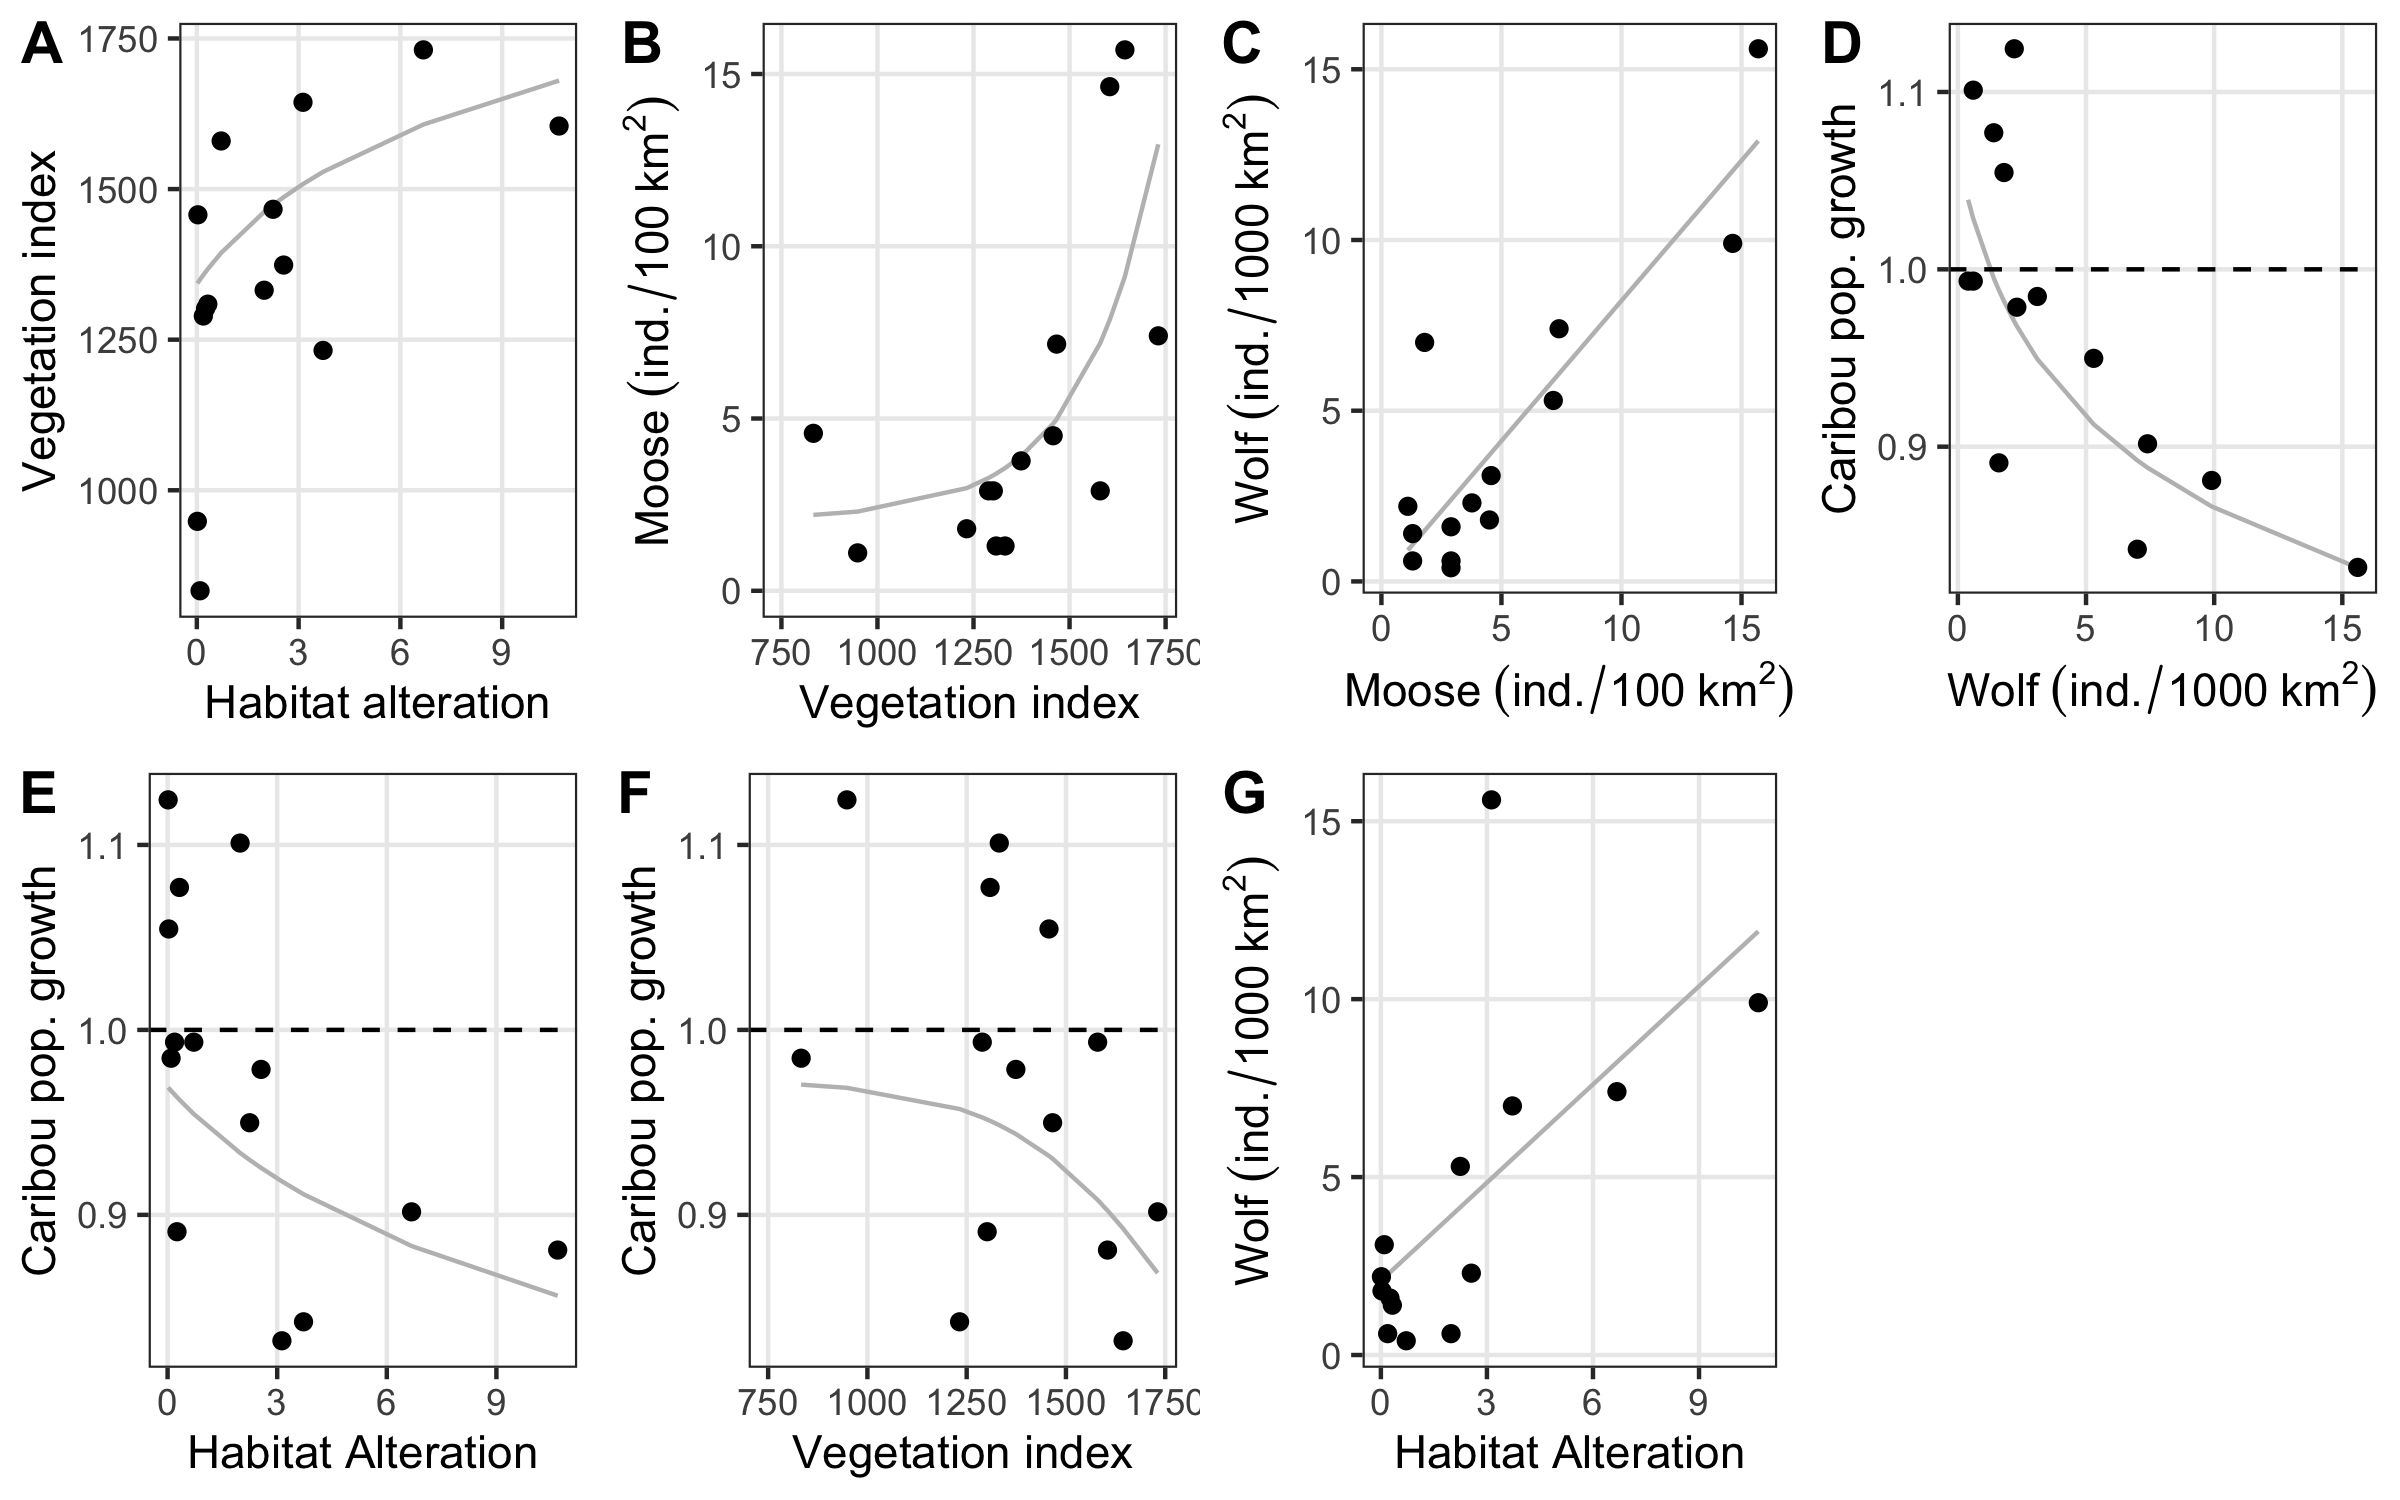 A
1750
1500
1250
1000
Vegetation index
0 3 6 9
Habitat alteration
B
15
10
5
0
Moose (ind./100 km²)
750 1000 1250 1500 1750
Vegetation index
C
15
10
5
0
Wolf (ind./1000 km²)
0 5 10 15
Moose (ind./100 km²)
D
1.1
1.0
0.9
Caribou pop. growth
0 5 10 15
Wolf (ind./1000 km²)
E
1.1
1.0
0.9
Caribou pop. growth
0 3 6 9
Habitat Alteration
F
1.1
1.0
0.9
Caribou pop. growth
750 1000 1250 1500 1750
Vegetation index
G
15
10
5
0
Wolf (ind./1000 km²)
0 3 6 9
Habitat Alteration